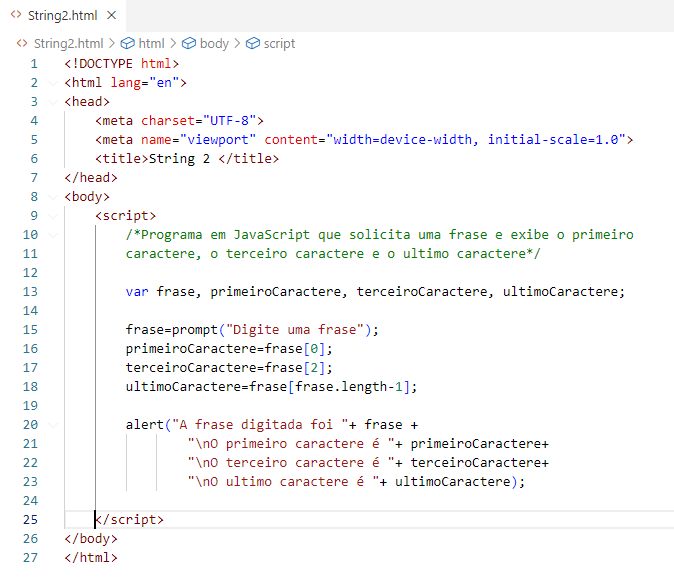 String2.html
String2.html > html > body > script
1 <!DOCTYPE html>
2 <html lang="en">
3 <head>
4 <meta charset="UTF-8">
5 <meta name="viewport" content="width=device-width, initial-scale=1.0">
6 <title>String 2 </title>
7 </head>
8 <body>
9 <script>
10 /*Programa em JavaScript que solicita uma frase e exibe o primeiro
11 caractere, o terceiro caractere e o ultimo caractere*/
12
13 var frase, primeiroCaractere, terceiroCaractere, ultimoCaractere;
14
15 frase=prompt("Digite uma frase");
16 primeiroCaractere=frase[0];
17 terceiroCaractere=frase[2];
18 ultimoCaractere=frase[frase.length-1];
19
20 alert("A frase digitada foi "+ frase +
21 "\nO primeiro caractere é "+ primeiroCaractere+
22 "\nO terceiro caractere é "+ terceiroCaractere+
23 "\nO ultimo caractere é "+ ultimoCaractere);
24
25 </script>
26 </body>
27 </html>